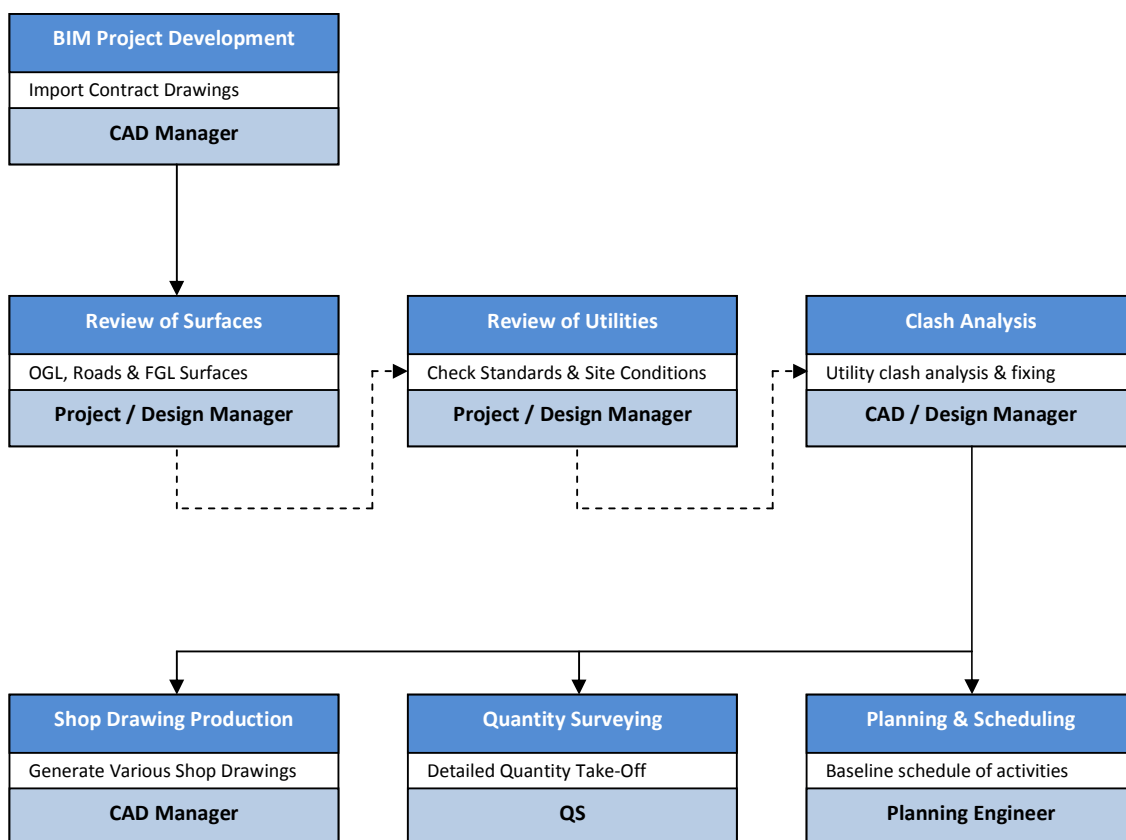 BIM Project Development
Import Contract Drawings
CAD Manager
Review of Surfaces
OGL, Roads & FGL Surfaces
Project / Design Manager
Review of Utilities
Check Standards & Site Conditions
Project / Design Manager
Clash Analysis
Utility clash analysis & fixing
CAD / Design Manager
Shop Drawing Production
Generate Various Shop Drawings
CAD Manager
Quantity Surveying
Detailed Quantity Take-Off
QS
Planning & Scheduling
Baseline schedule of activities
Planning Engineer